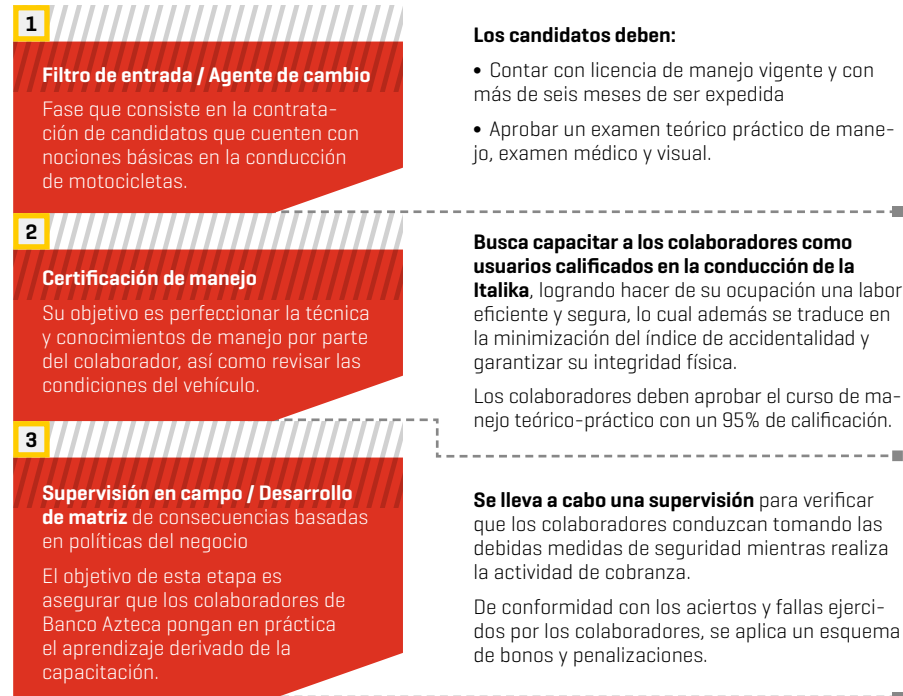 1
Filtro de entrada / Agente de cambio
Fase que consiste en la contrata-
ción de candidatos que cuenten con
nociones básicas en la conducción
de motocicletas.
Los candidatos deben:
• Contar con licencia de manejo vigente y con
más de seis meses de ser expedida
• Aprobar un examen teórico práctico de mane-
jo, examen médico y visual.
2
Certificación de manejo
Su objetivo es perfeccionar la técnica
y conocimientos de manejo por parte
del colaborador, así como revisar las
condiciones del vehículo.
Busca capacitar a los colaboradores como
usuarios calificados en la conducción de la
Italika, logrando hacer de su ocupación una labor
eficiente y segura, lo cual además se traduce en
la minimización del índice de accidentalidad y
garantizar su integridad física.
Los colaboradores deben aprobar el curso de ma-
nejo teórico-práctico con un 95% de calificación.
3
Supervisión en campo / Desarrollo
de matriz de consecuencias basadas
en políticas del negocio
El objetivo de esta etapa es
asegurar que los colaboradores de
Banco Azteca pongan en práctica
el aprendizaje derivado de la
capacitación.
Se lleva a cabo una supervisión para verificar
que los colaboradores conduzcan tomando las
debidas medidas de seguridad mientras realiza
la actividad de cobranza.
De conformidad con los aciertos y fallas ejerci-
dos por los colaboradores, se aplica un esquema
de bonos y penalizaciones.